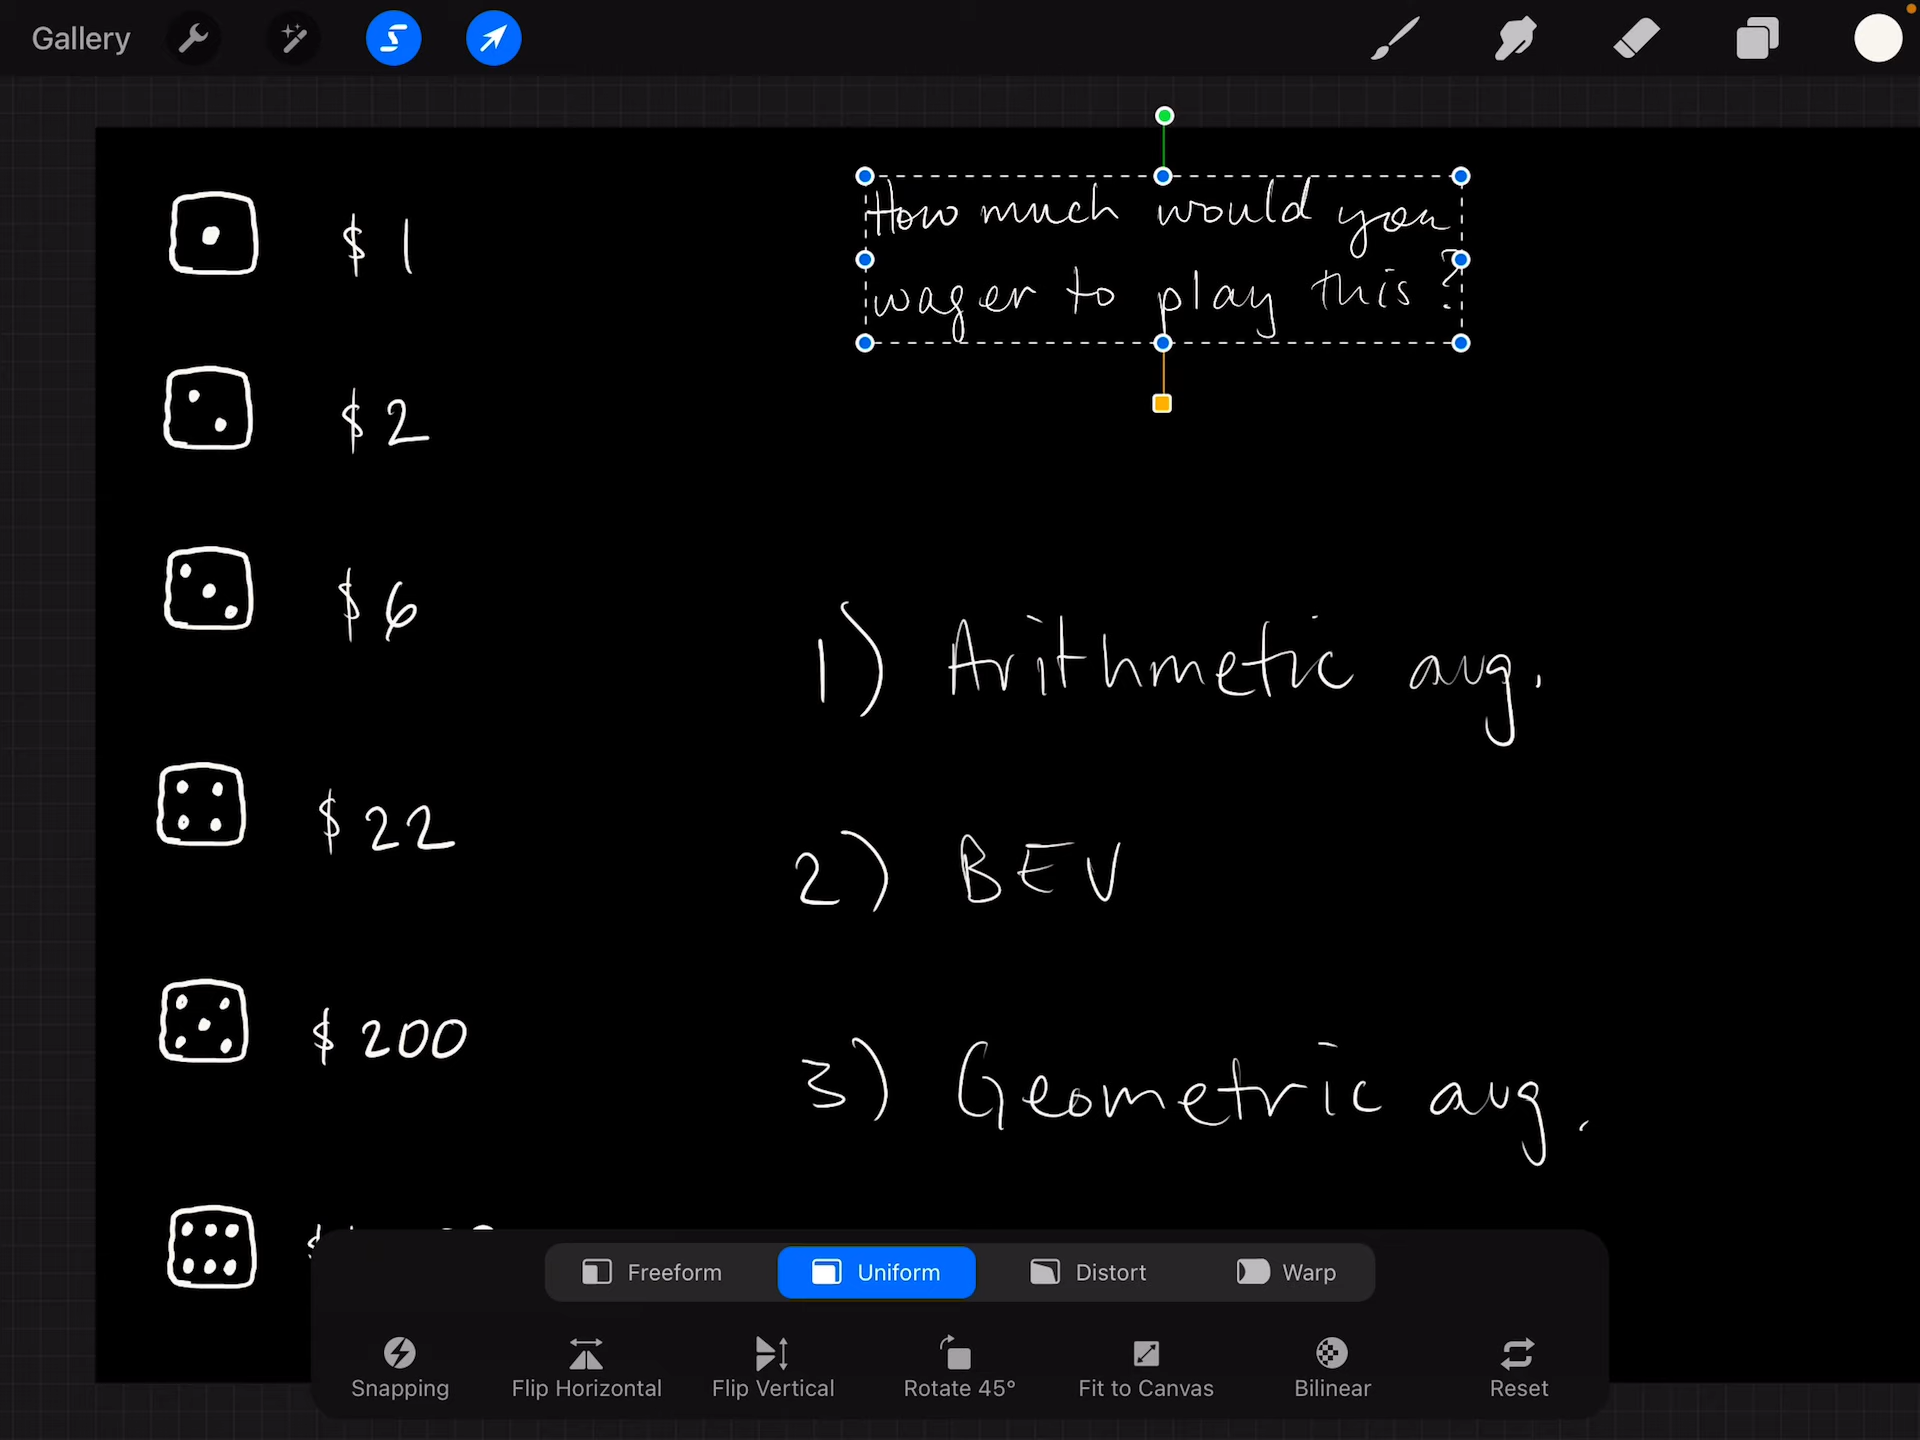 Gallery
$ 1
How much would you
wager to play this?
$ 2
$ 6
1) Arithmetic avg.
$ 22
2) BEV
$ 200
3) Geometric avg.
Freeform
Uniform
Distort
Warp
Snapping
Flip Horizontal
Flip Vertical
Rotate 45°
Fit to Canvas
Bilinear
Reset